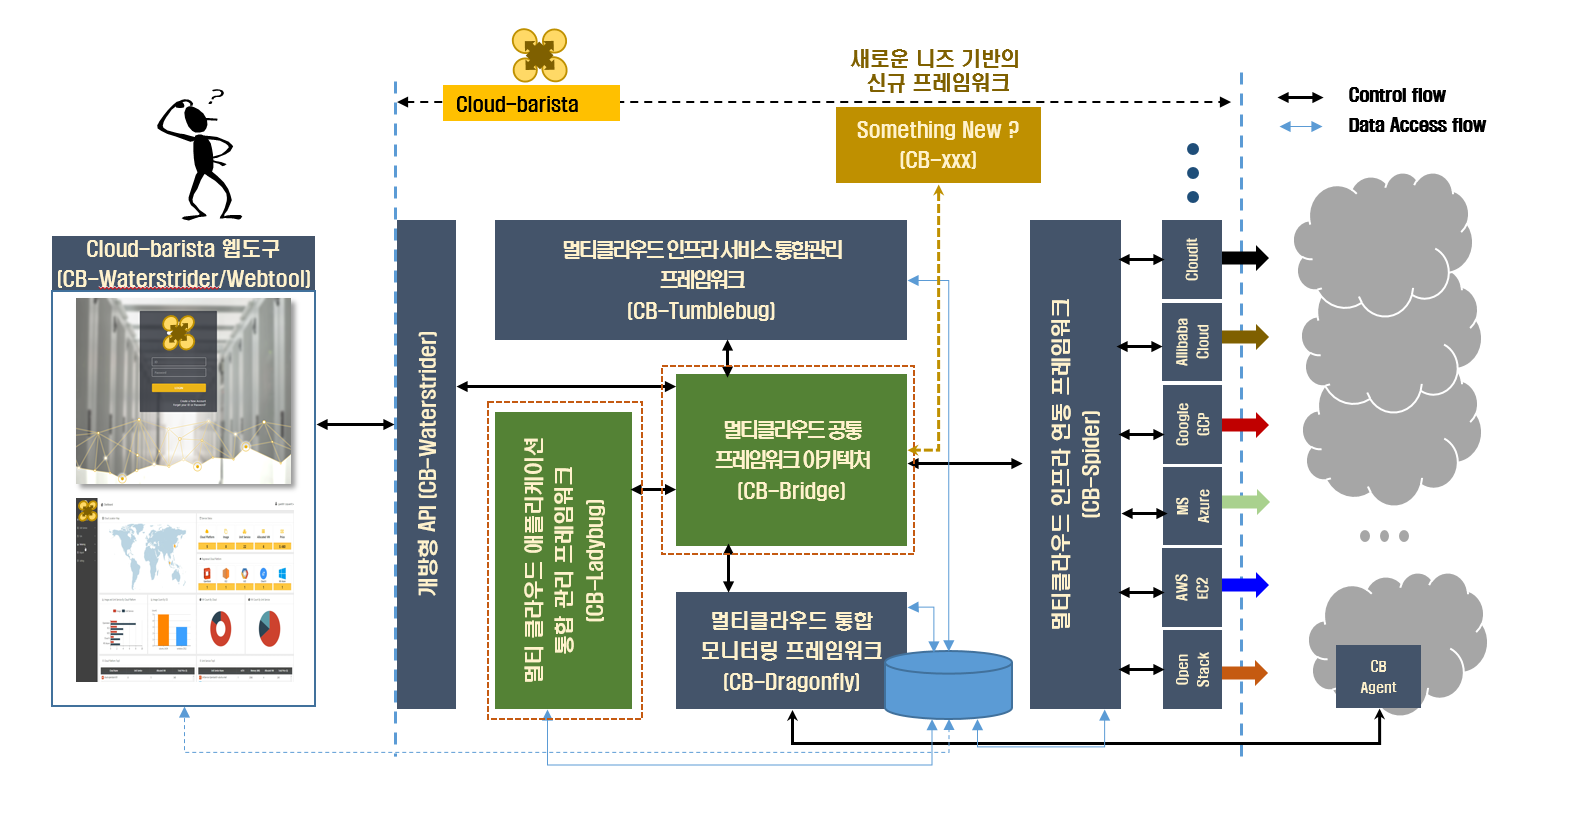 Cloud-barista
새로운 니즈 기반의
신규 프레임워크
Something New ?
(CB-xxx)
Control flow
Data Access flow
?
Cloud-barista 웹도구
(CB-Waterstrider/Webtool)
개방형 API (CB-Waterstrider)
멀티클라우드 인프라 서비스 통합관리
프레임워크
(CB-Tumblebug)
멀티클라우드 공통
프레임워크 아키텍처
(CB-Bridge)
멀티 클라우드 애플리케이션
통합 관리 프레임워크
(CB-Ladybug)
멀티클라우드 통합
모니터링 프레임워크
(CB-Dragonfly)
멀티클라우드 인프라 연동 프레임워크
(CB-Spider)
Cloudit
Allibaba
Cloud
Google
GCP
MS
Azure
AWS
EC2
Open
Stack
CB
Agent